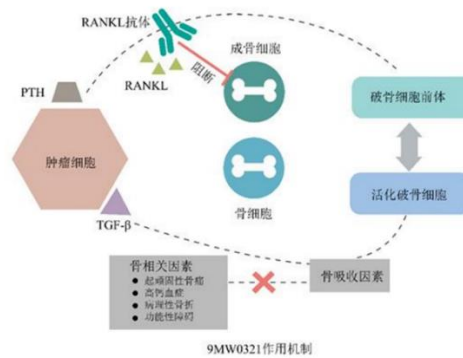 RANKL抗体
成骨细胞
阻断
RANKL
PTH
破骨细胞前体
肿瘤细胞
活化破骨细胞
骨细胞
TGF-β
骨相关因素
骨吸收因素
● 起顽固性骨痛
● 高钙血症
● 病理性骨折
● 功能性障碍
9MW0321作用机制